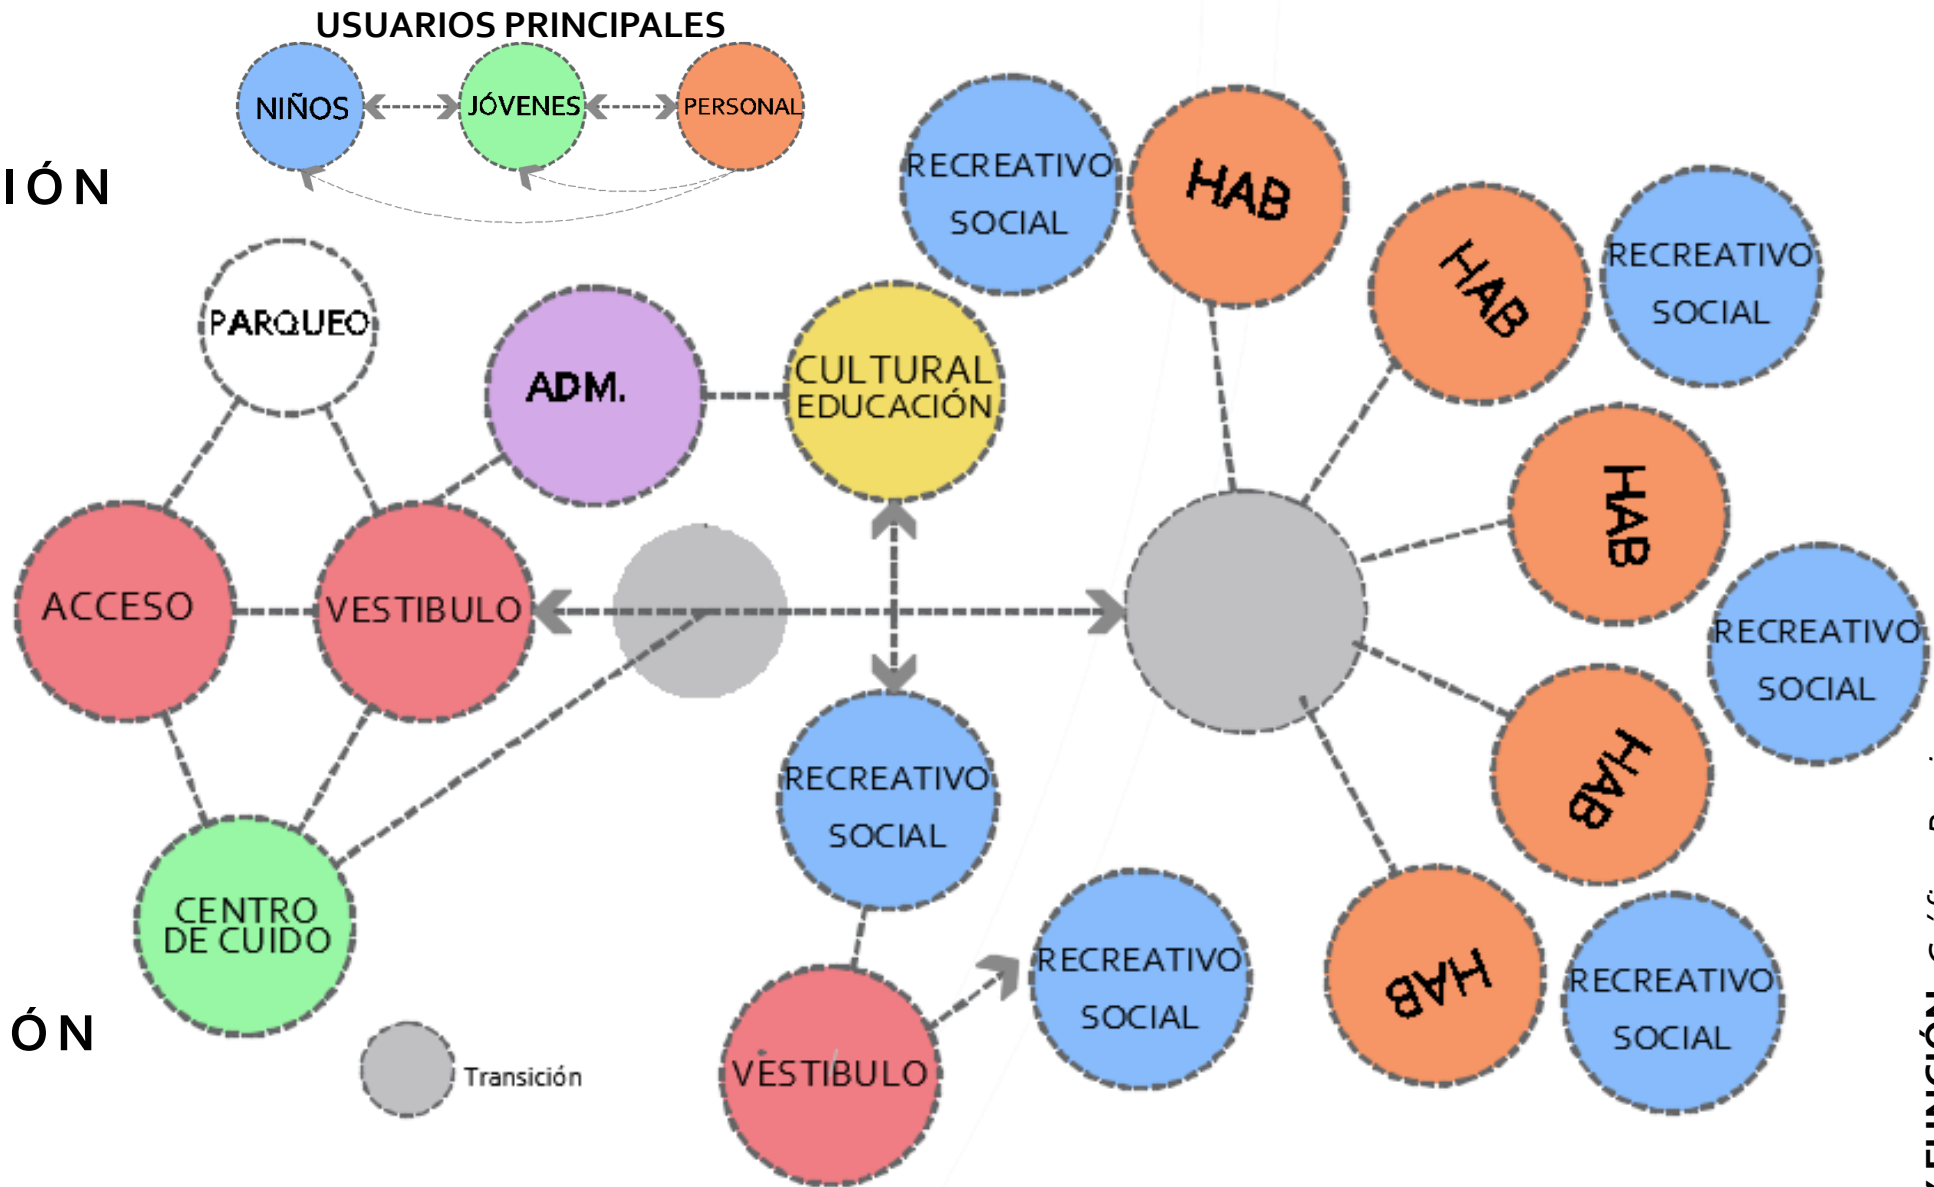 USUARIOS PRINCIPALES
NIÑOS
JÓVENES
PERSONAL
IÓN
RECREATIVO
SOCIAL
HAB
HAB
RECREATIVO
SOCIAL
PARQUEO
ADM.
CULTURAL
EDUCACIÓN
HAB
ACCESO
VESTIBULO
RECREATIVO
SOCIAL
HAB
RECREATIVO
SOCIAL
CENTRO
DE CUIDO
RECREATIVO
SOCIAL
HAB
RECREATIVO
SOCIAL
ÓN
Transición
VESTIBULO
FUNCIÓN